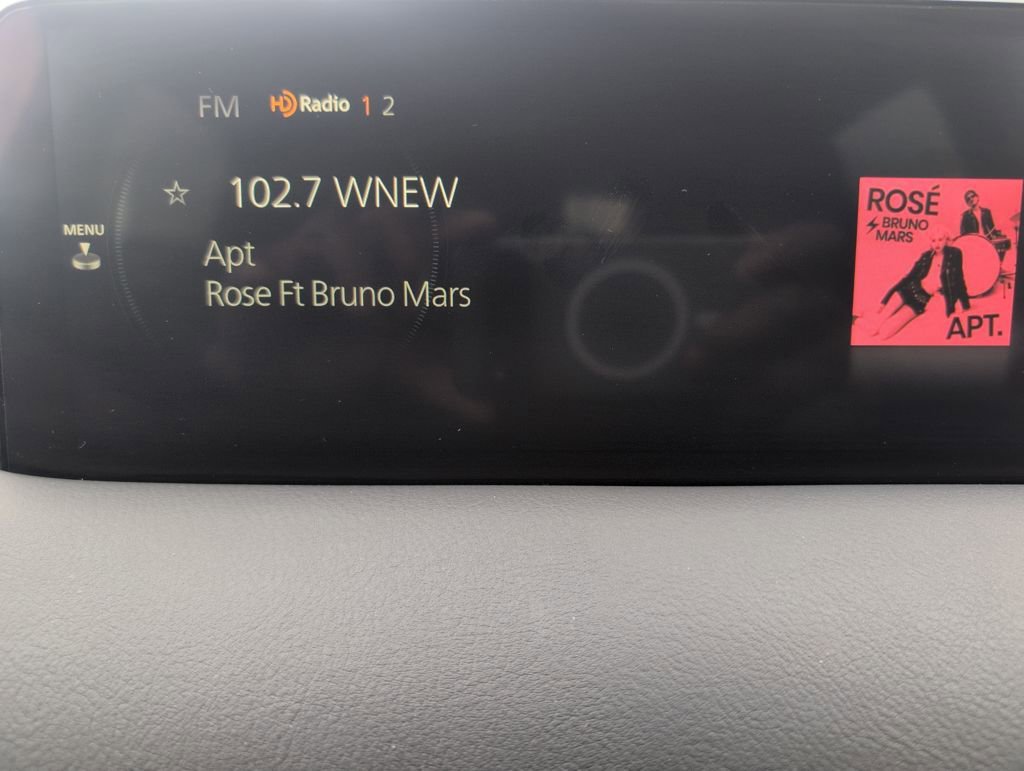 FM HD Radio 1 2
102.7 WNEW
MENU
Apt
Rose Ft Bruno Mars
ROSÉ
BRUNO
MARS
APT.